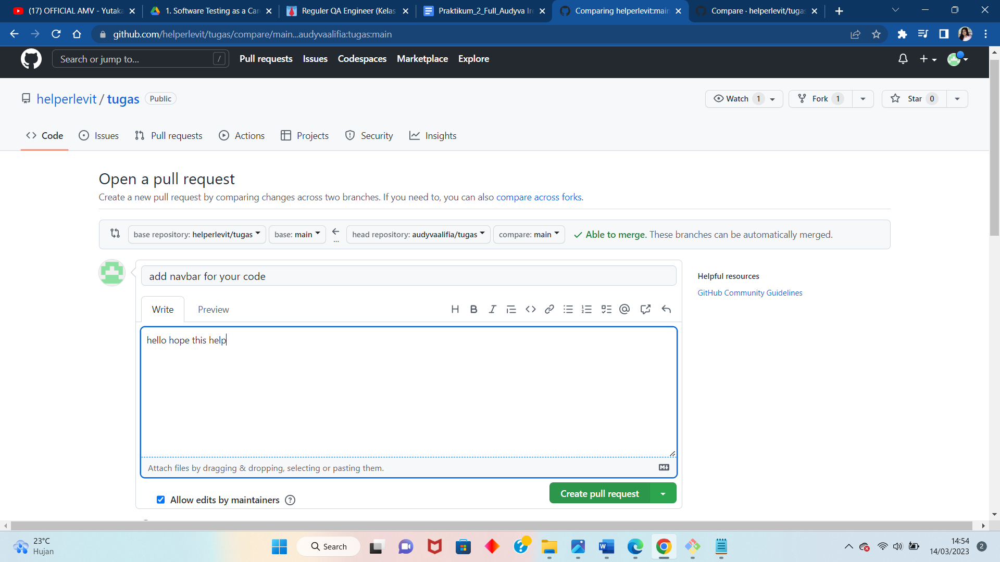 (17) OFFICIAL AMV - Yutaka
1. Software Testing as a Car
Reguler QA Engineer (Kelas
Praktikum_2_Full_Audyva Ire
Comparing helperlevit:main
Compare · helperlevit/tugas
github.com/helperlevit/tugas/compare/main...audyvaalifia:tugas:main
Search or jump to... /
Pull requests Issues Codespaces Marketplace Explore
helperlevit / tugas Public
Watch 1 Fork 1 Star 0
Code Issues Pull requests Actions Projects Security Insights
Open a pull request
Create a new pull request by comparing changes across two branches. If you need to, you can also compare across forks.
base repository: helperlevit/tugas base: main ... head repository: audyvaalifia/tugas compare: main Able to merge. These branches can be automatically merged.
add navbar for your code
Helpful resources
GitHub Community Guidelines
Write Preview
hello hope this help
Attach files by dragging & dropping, selecting or pasting them.
Allow edits by maintainers
Create pull request
23°C
Hujan
Search
14:54
14/03/2023
2